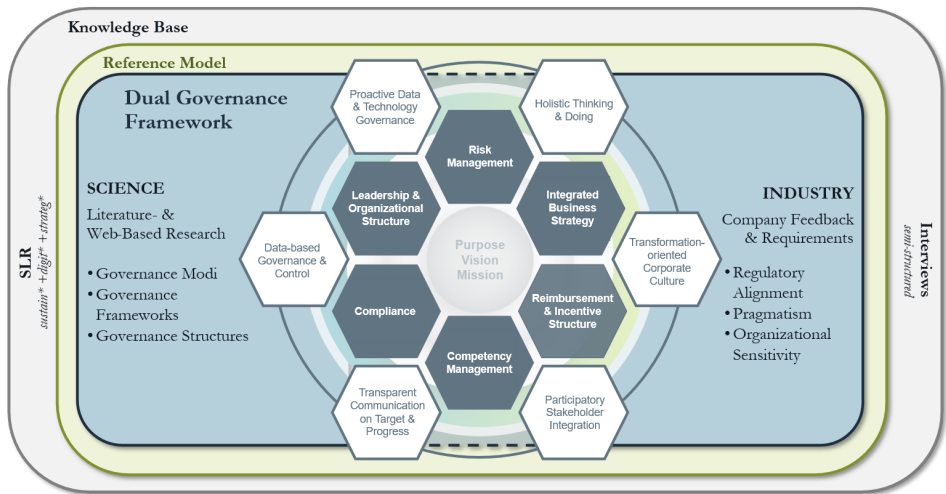 Knowledge Base
Reference Model
Dual Governance
Framework
SLR
sustain* + digit* + strateg*
SCIENCE
Literature- &
Web-Based Research
• Governance Modi
• Governance
Frameworks
• Governance Structures
Proactive Data
& Technology
Governance
Holistic Thinking
& Doing
Risk
Management
Leadership &
Organizational
Structure
Integrated
Business
Strategy
Data-based
Governance &
Control
Purpose
Vision
Mission
Transformation-
oriented
Corporate
Culture
Compliance
Reimbursement
& Incentive
Structure
Competency
Management
Transparent
Communication
on Target &
Progress
Participatory
Stakeholder
Integration
INDUSTRY
Company Feedback
& Requirements
• Regulatory
Alignment
• Pragmatism
• Organizational
Sensitivity
Interviews
semi-structured